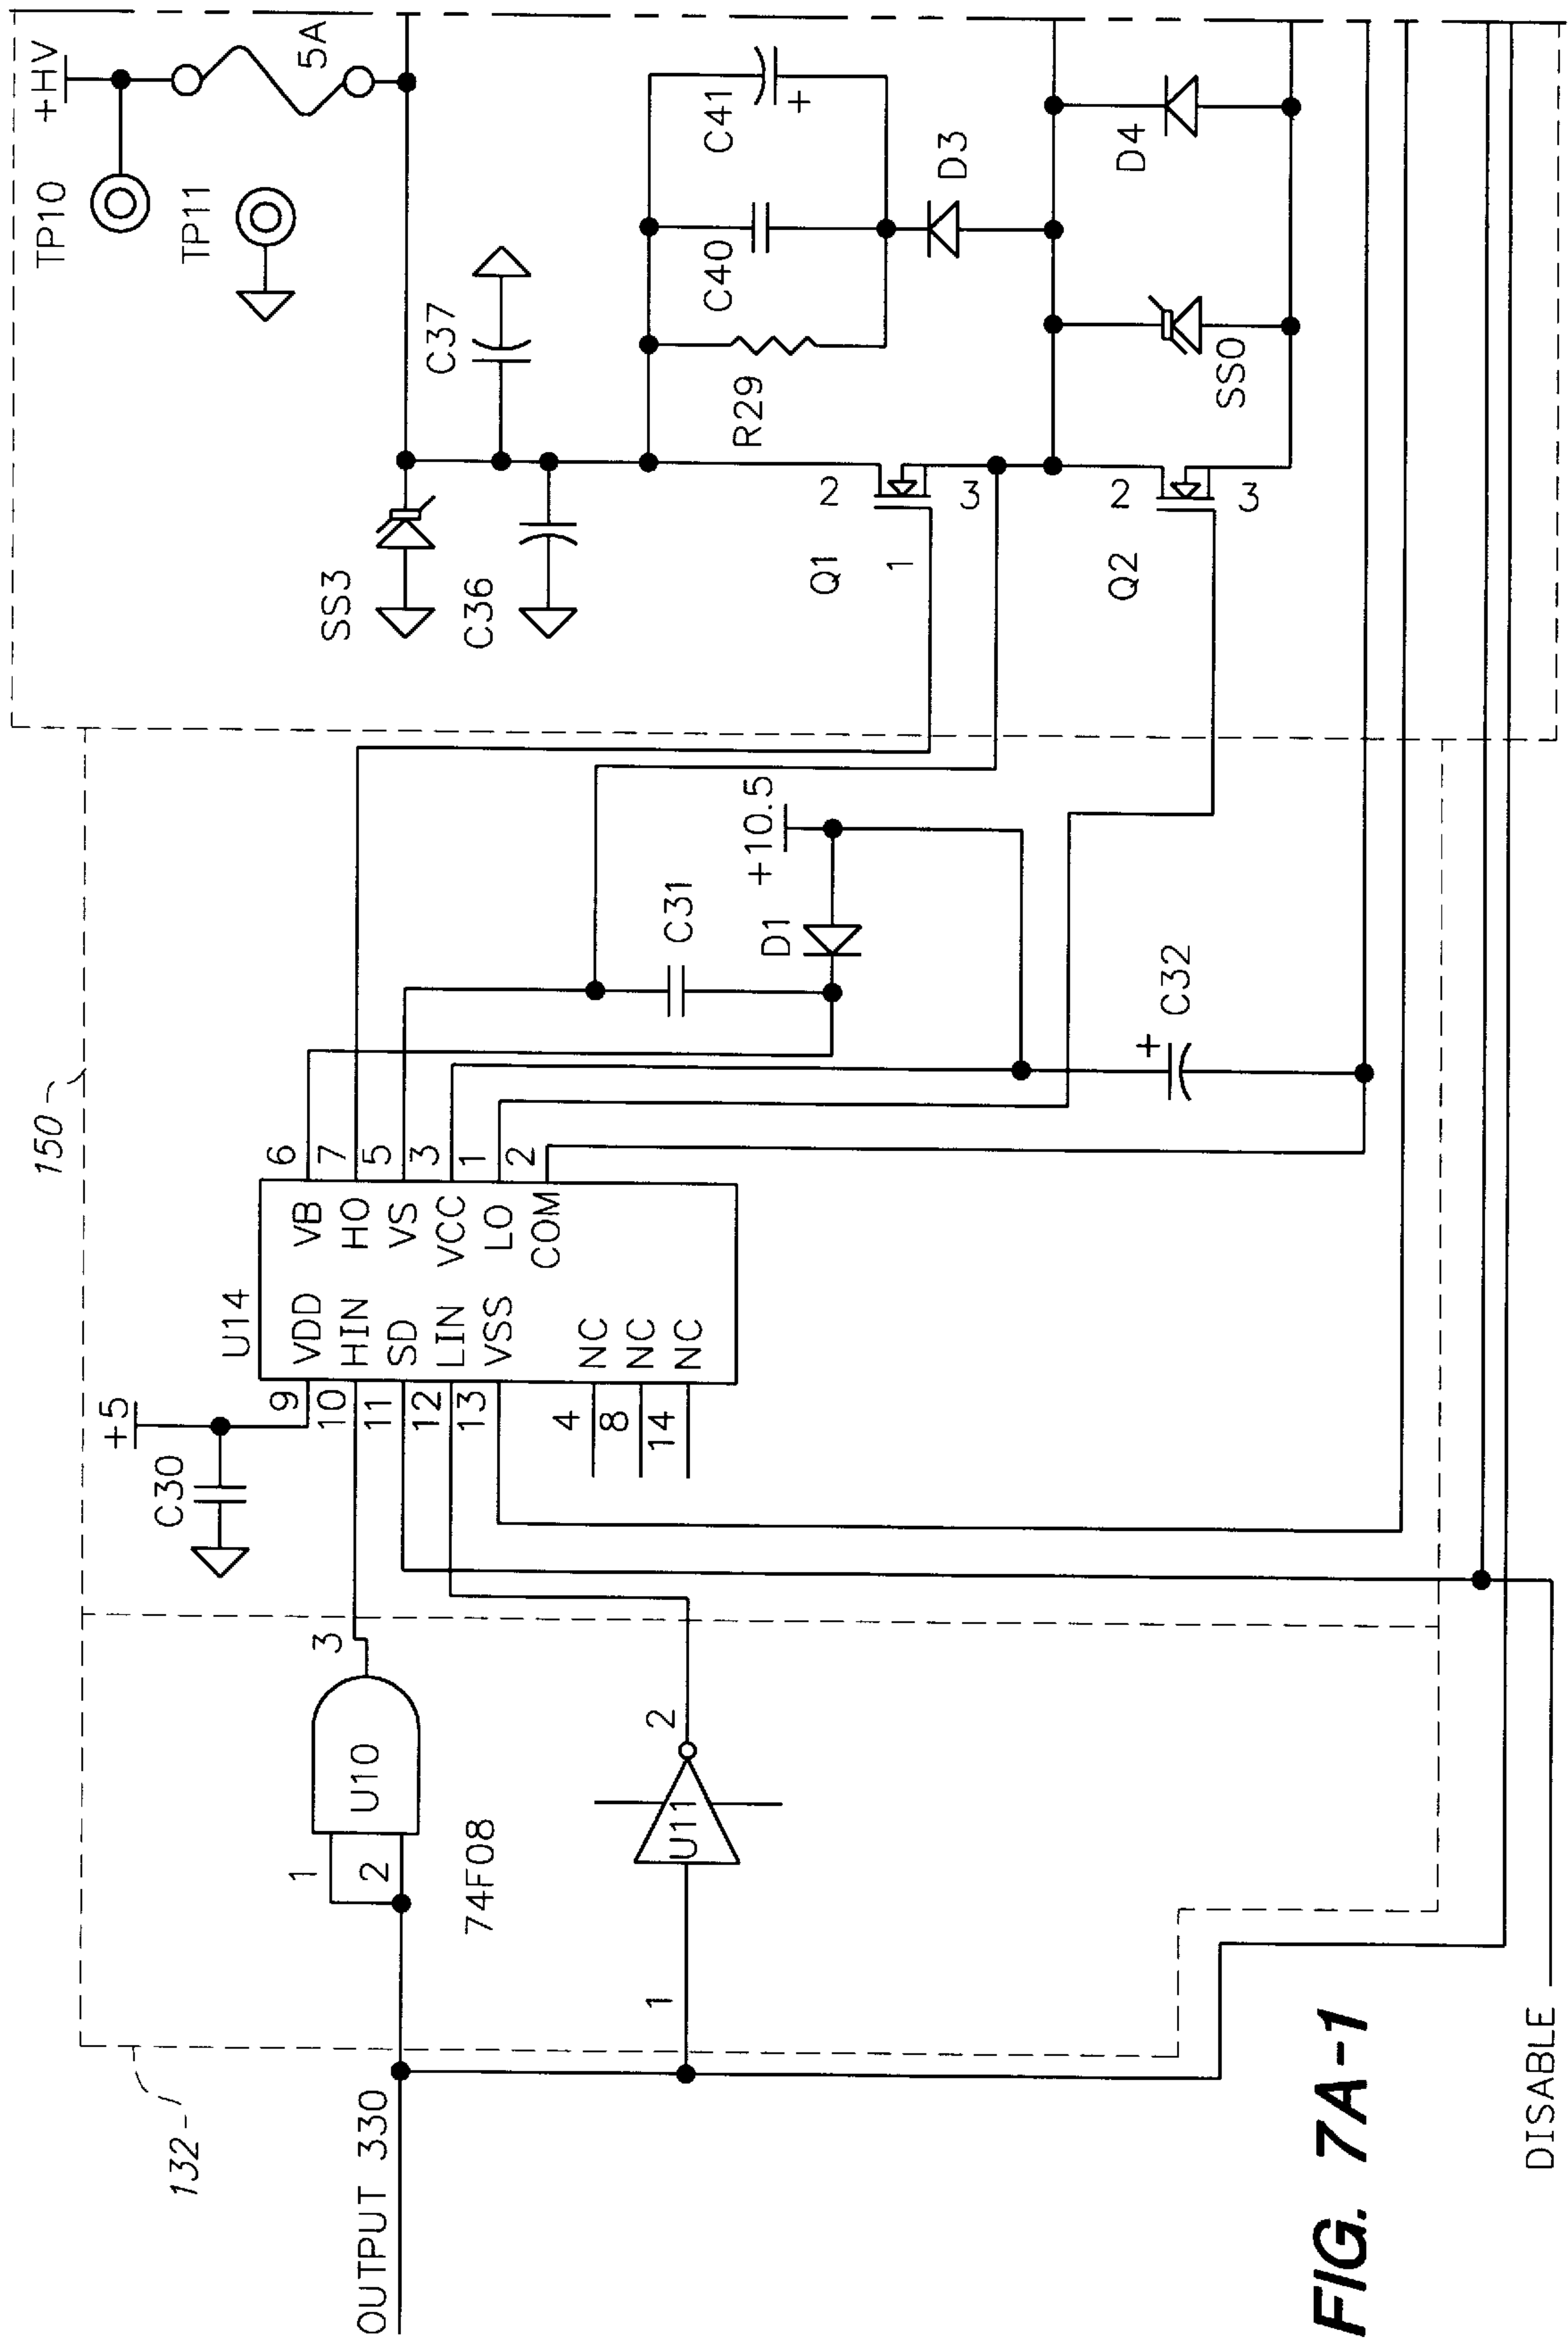 150
132
OUTPUT 330
1
2
U10
3
74F08
1
U11
2
+5
C30
U14
9
10
11
12
13
4
8
14
VDD
HIN
SD
LIN
VSS
NC
NC
NC
VB
HO
VS
VCC
LO
COM
6
7
5
3
1
2
C31
D1
+10.5
C32
+
+HV
5A
TP10
TP11
SS3
C37
C36
Q1
1
2
3
R29
C40
C41
+
D3
Q2
2
3
SS0
D4
DISABLE
FIG. 7A-1